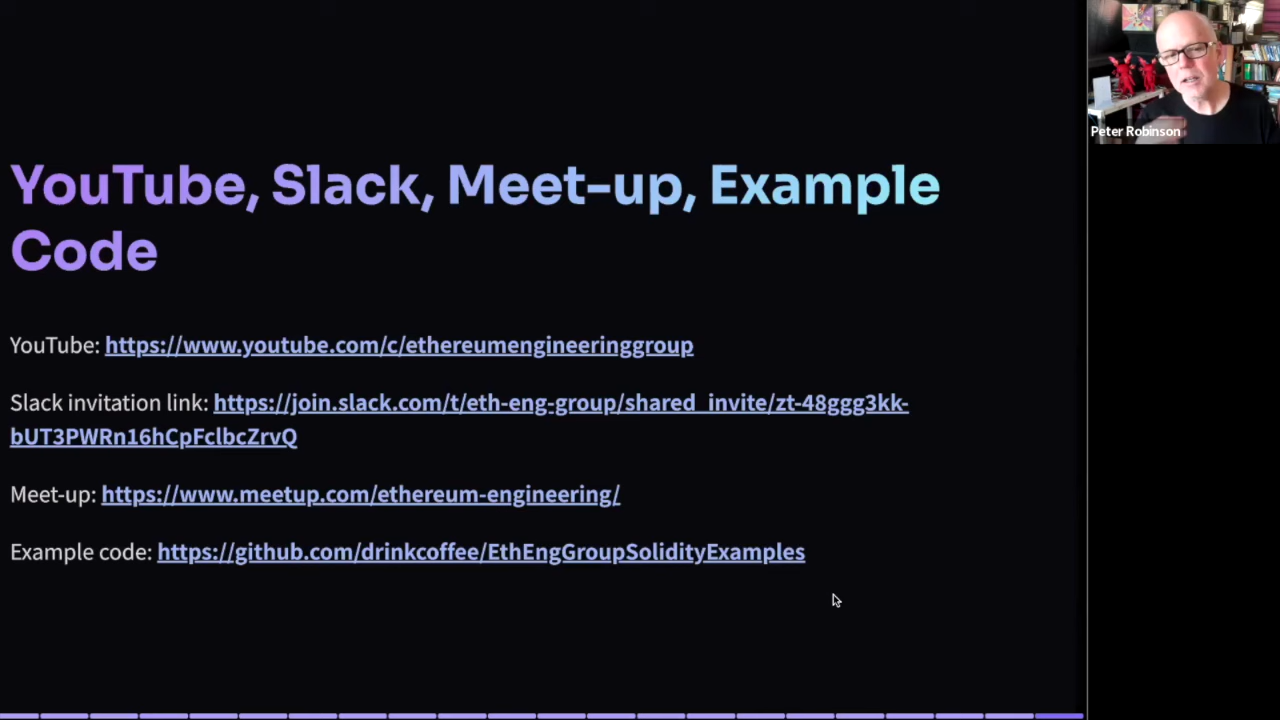 YouTube, Slack, Meet-up, Example
Code
YouTube: https://www.youtube.com/c/ethereumengineeringgroup
Slack invitation link: https://join.slack.com/t/eth-eng-group/shared_invite/zt-48ggg3kk-
bUT3PWRn16hCpFclbcZrvQ
Meet-up: https://www.meetup.com/ethereum-engineering/
Example code: https://github.com/drinkcoffee/EthEngGroupSolidityExamples
Peter Robinson